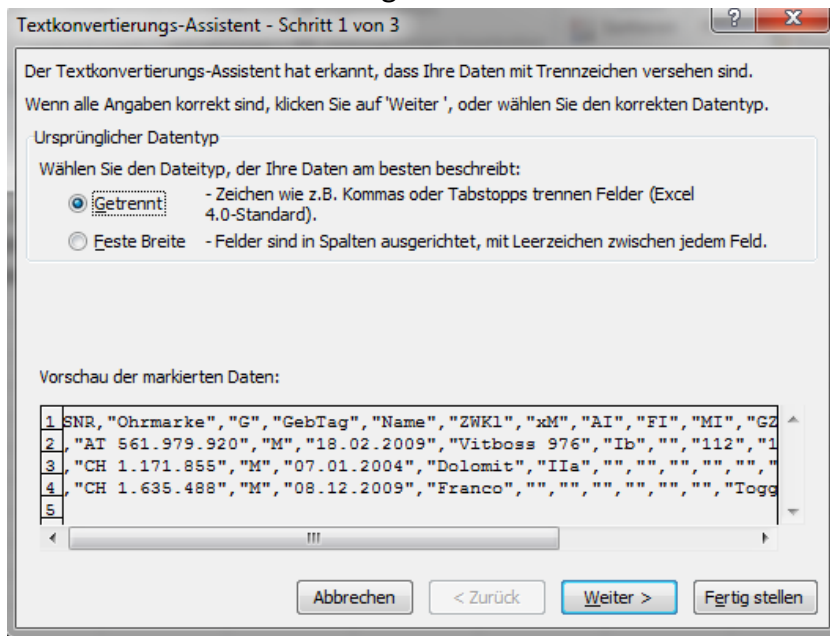 Textkonvertierungs-Assistent - Schritt 1 von 3
Der Textkonvertierungs-Assistent hat erkannt, dass Ihre Daten mit Trennzeichen versehen sind.
Wenn alle Angaben korrekt sind, klicken Sie auf 'Weiter ', oder wählen Sie den korrekten Datentyp.
Ursprünglicher Datentyp
Wählen Sie den Dateityp, der Ihre Daten am besten beschreibt:
Getrennt - Zeichen wie z.B. Kommas oder Tabstopps trennen Felder (Excel
4.0-Standard).
Feste Breite - Felder sind in Spalten ausgerichtet, mit Leerzeichen zwischen jedem Feld.
Vorschau der markierten Daten:
1 SNR,"Ohrmarke","G","GebTag","Name","ZWK1","xM","AI","FI","MI","GZ
2 ,"AT 561.979.920","M","18.02.2009","Vitboss 976","Ib","","112","1
3 ,"CH 1.171.855","M","07.01.2004","Dolomit","IIa","","","","","","
4 ,"CH 1.635.488","M","08.12.2009","Franco","","","","","","","Togg
5
Abbrechen < Zurück Weiter > Fertig stellen